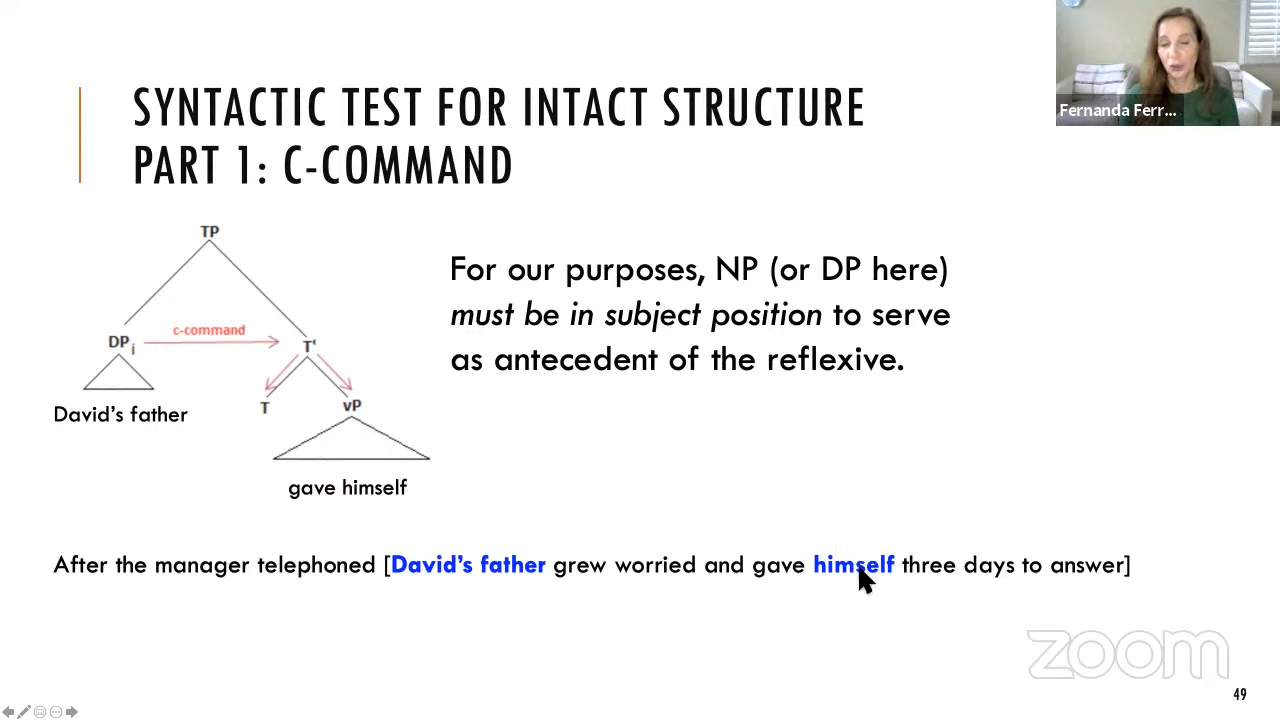 Fernanda Ferr...
SYNTACTIC TEST FOR INTACT STRUCTURE
PART 1: C-COMMAND
TP
c-command
DPi
T'
T
vP
David's father
gave himself
For our purposes, NP (or DP here)
must be in subject position to serve
as antecedent of the reflexive.
After the manager telephoned [David's father grew worried and gave himself three days to answer]
zoom
49